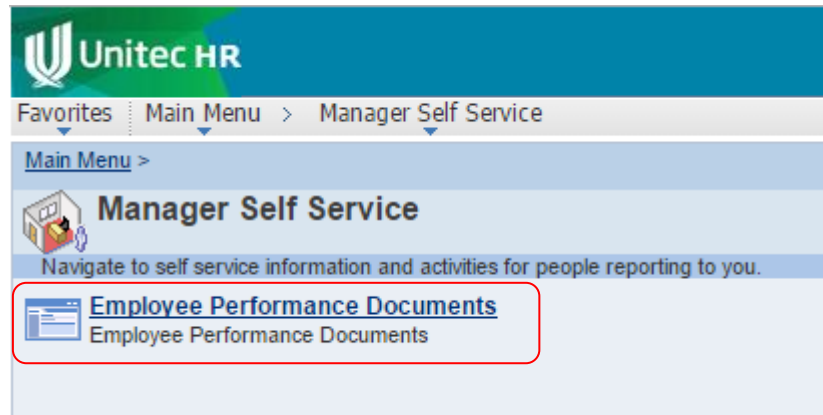 Unitec HR
Favorites Main Menu > Manager Self Service
Main Menu >
Manager Self Service
Navigate to self service information and activities for people reporting to you.
Employee Performance Documents
Employee Performance Documents